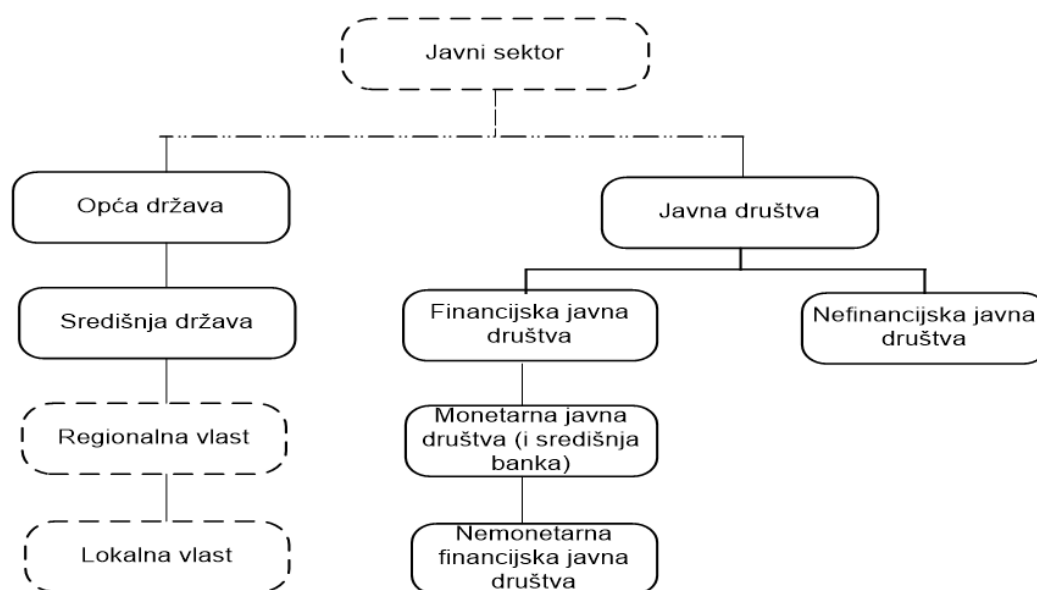 Javni sektor
Opća država
Javna društva
Središnja država
Financijska javna
društva
Nefinancijska javna
društva
Regionalna vlast
Monetarna javna
društva (i središnja
banka)
Lokalna vlast
Nemonetarna
financijska javna
društva